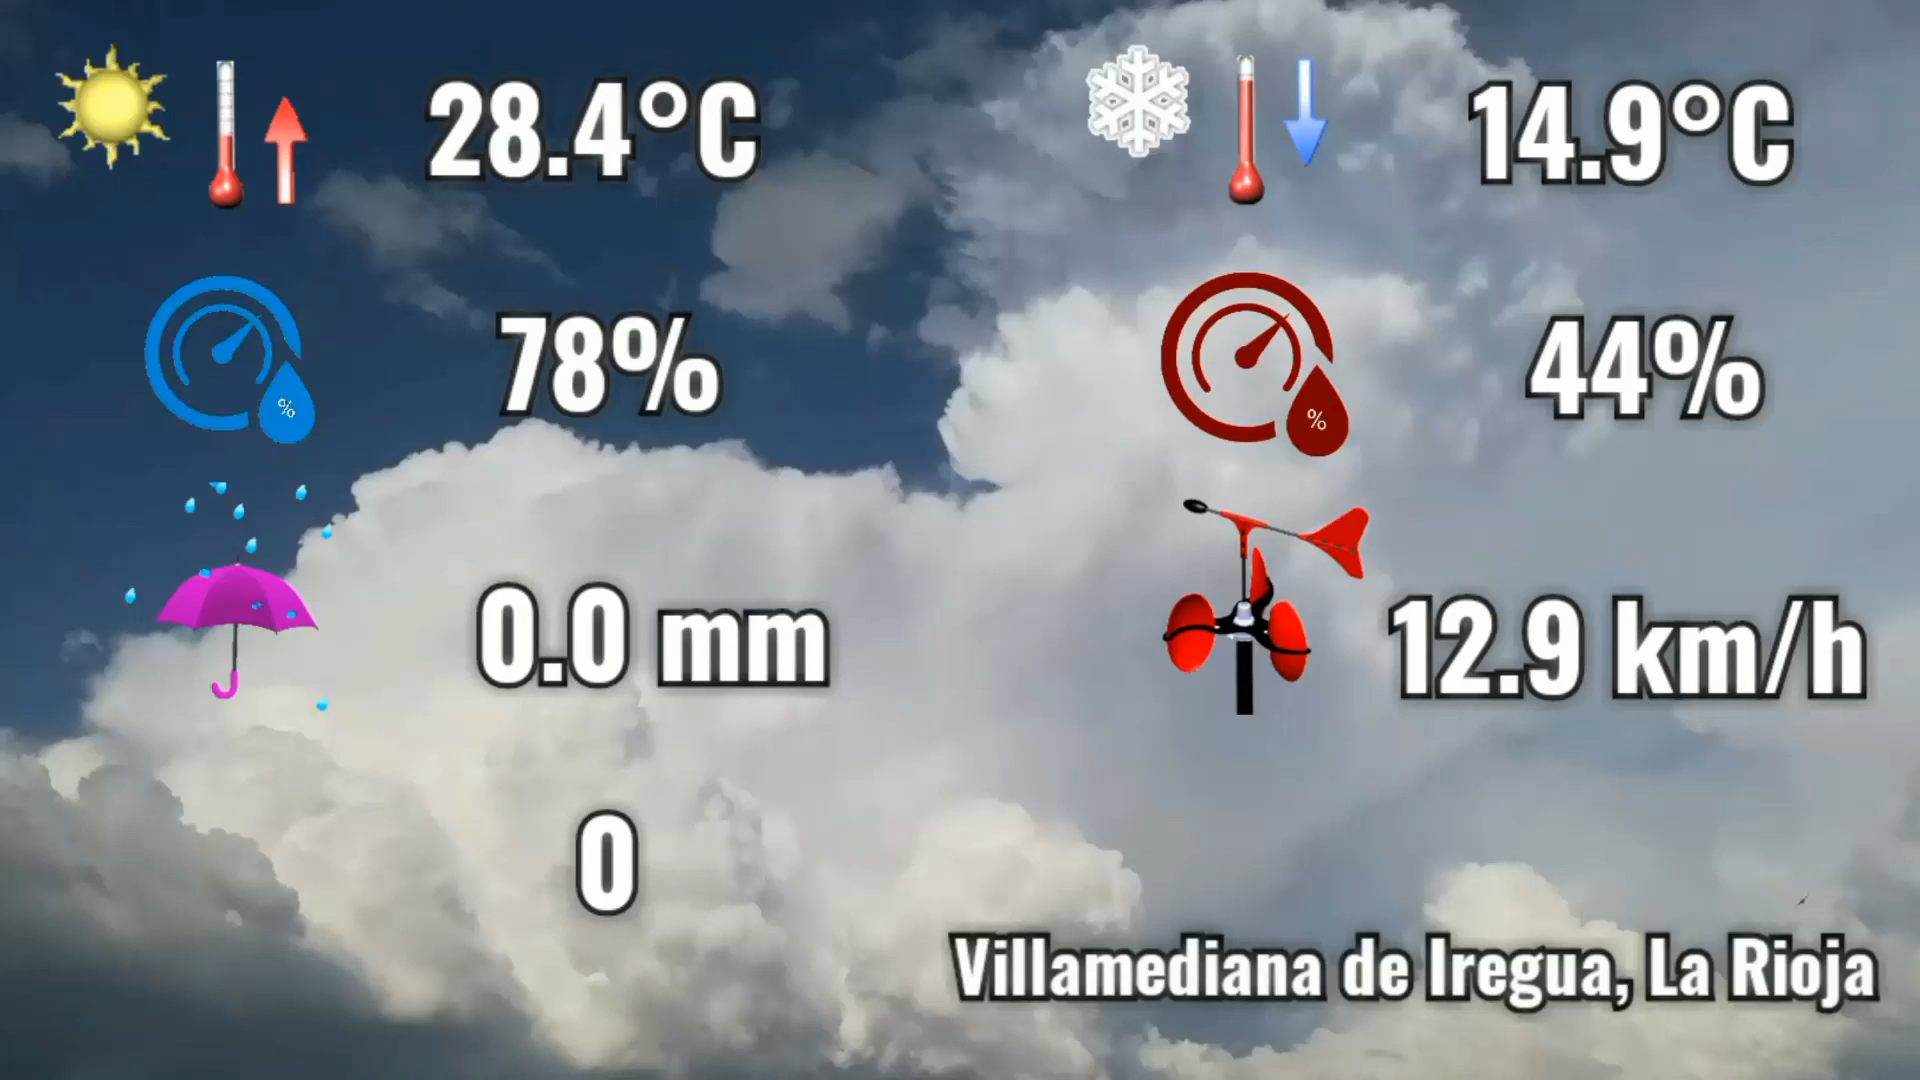 28.4°C
14.9°C
78%
44%
%
%
0.0 mm
12.9 km/h
0
Villamediana de Iregua, La Rioja